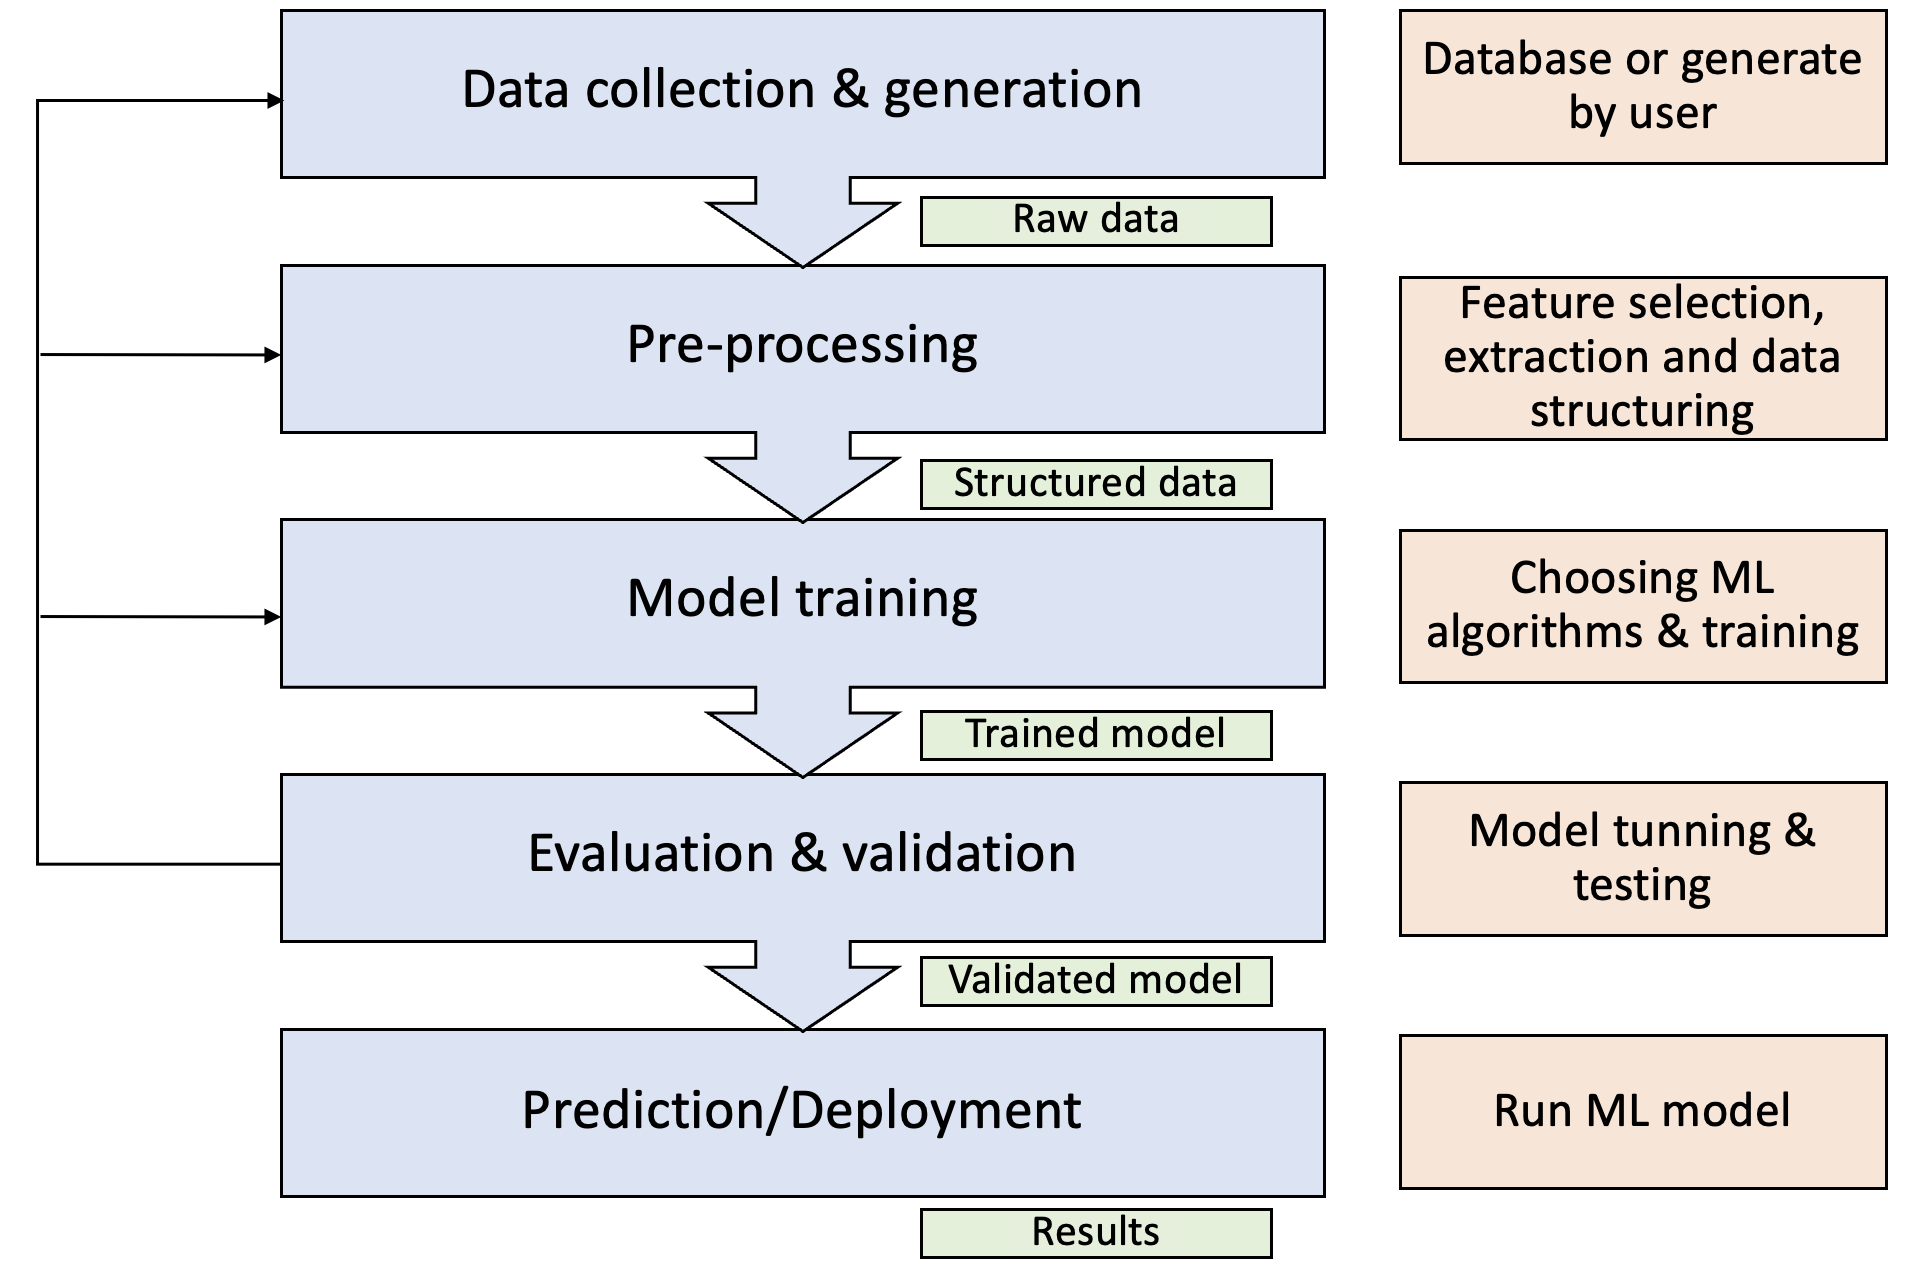 Data collection & generation
Database or generate
by user
Raw data
Pre-processing
Feature selection,
extraction and data
structuring
Structured data
Model training
Choosing ML
algorithms & training
Trained model
Evaluation & validation
Model tunning &
testing
Validated model
Prediction/Deployment
Run ML model
Results